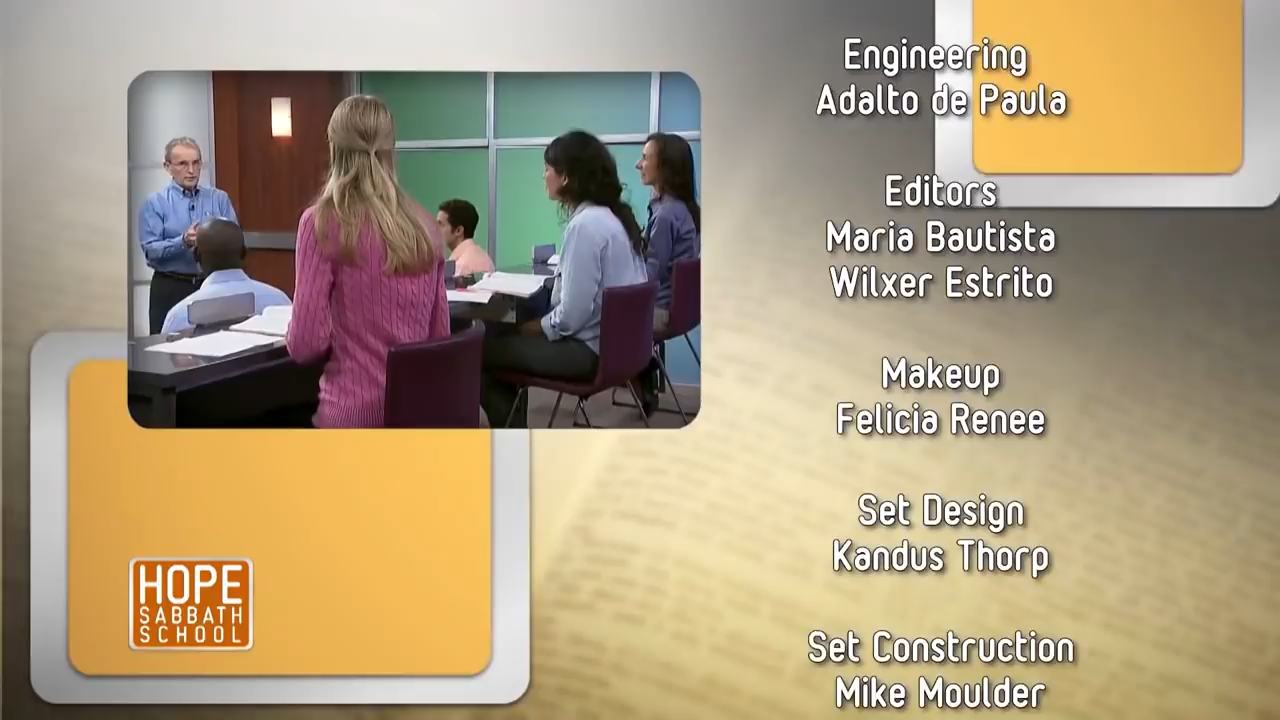 Engineering
Adalto de Paula
Editors
Maria Bautista
Wilxer Estrito
Makeup
Felicia Renee
Set Design
Kandus Thorp
Set Construction
Mike Moulder
HOPE
SABBATH
SCHOOL